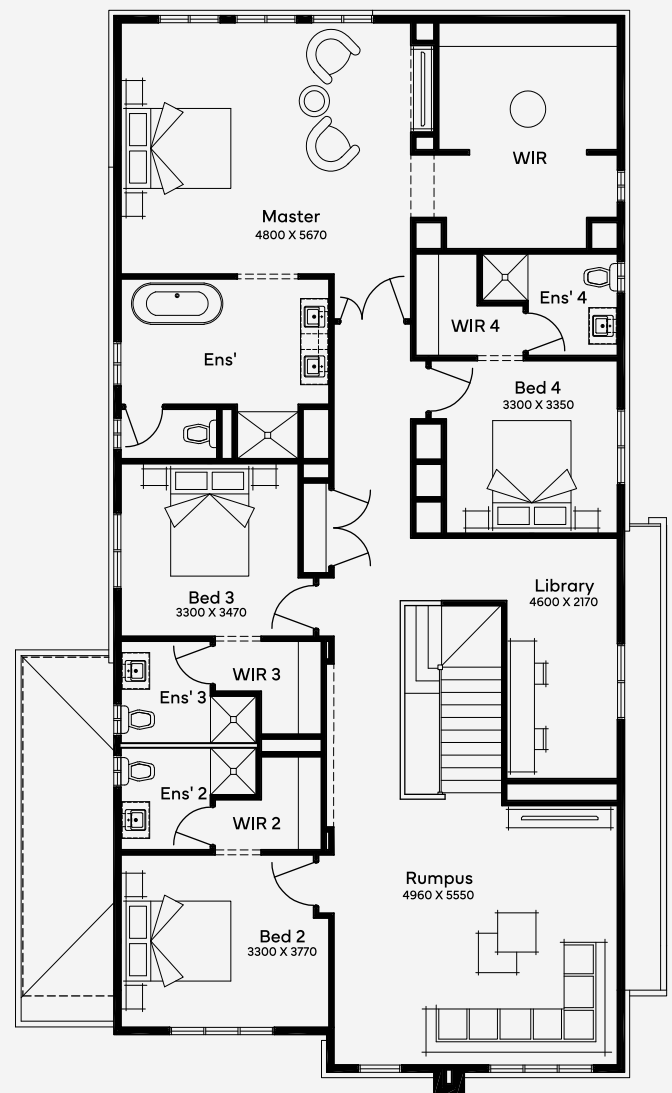 WIR
Master
4800 X 5670
Ens' 4
WIR 4
Ens'
Bed 4
3300 X 3350
Bed 3
3300 X 3470
Library
4600 X 2170
WIR 3
Ens' 3
Ens' 2
WIR 2
Rumpus
4960 X 5550
Bed 2
3300 X 3770